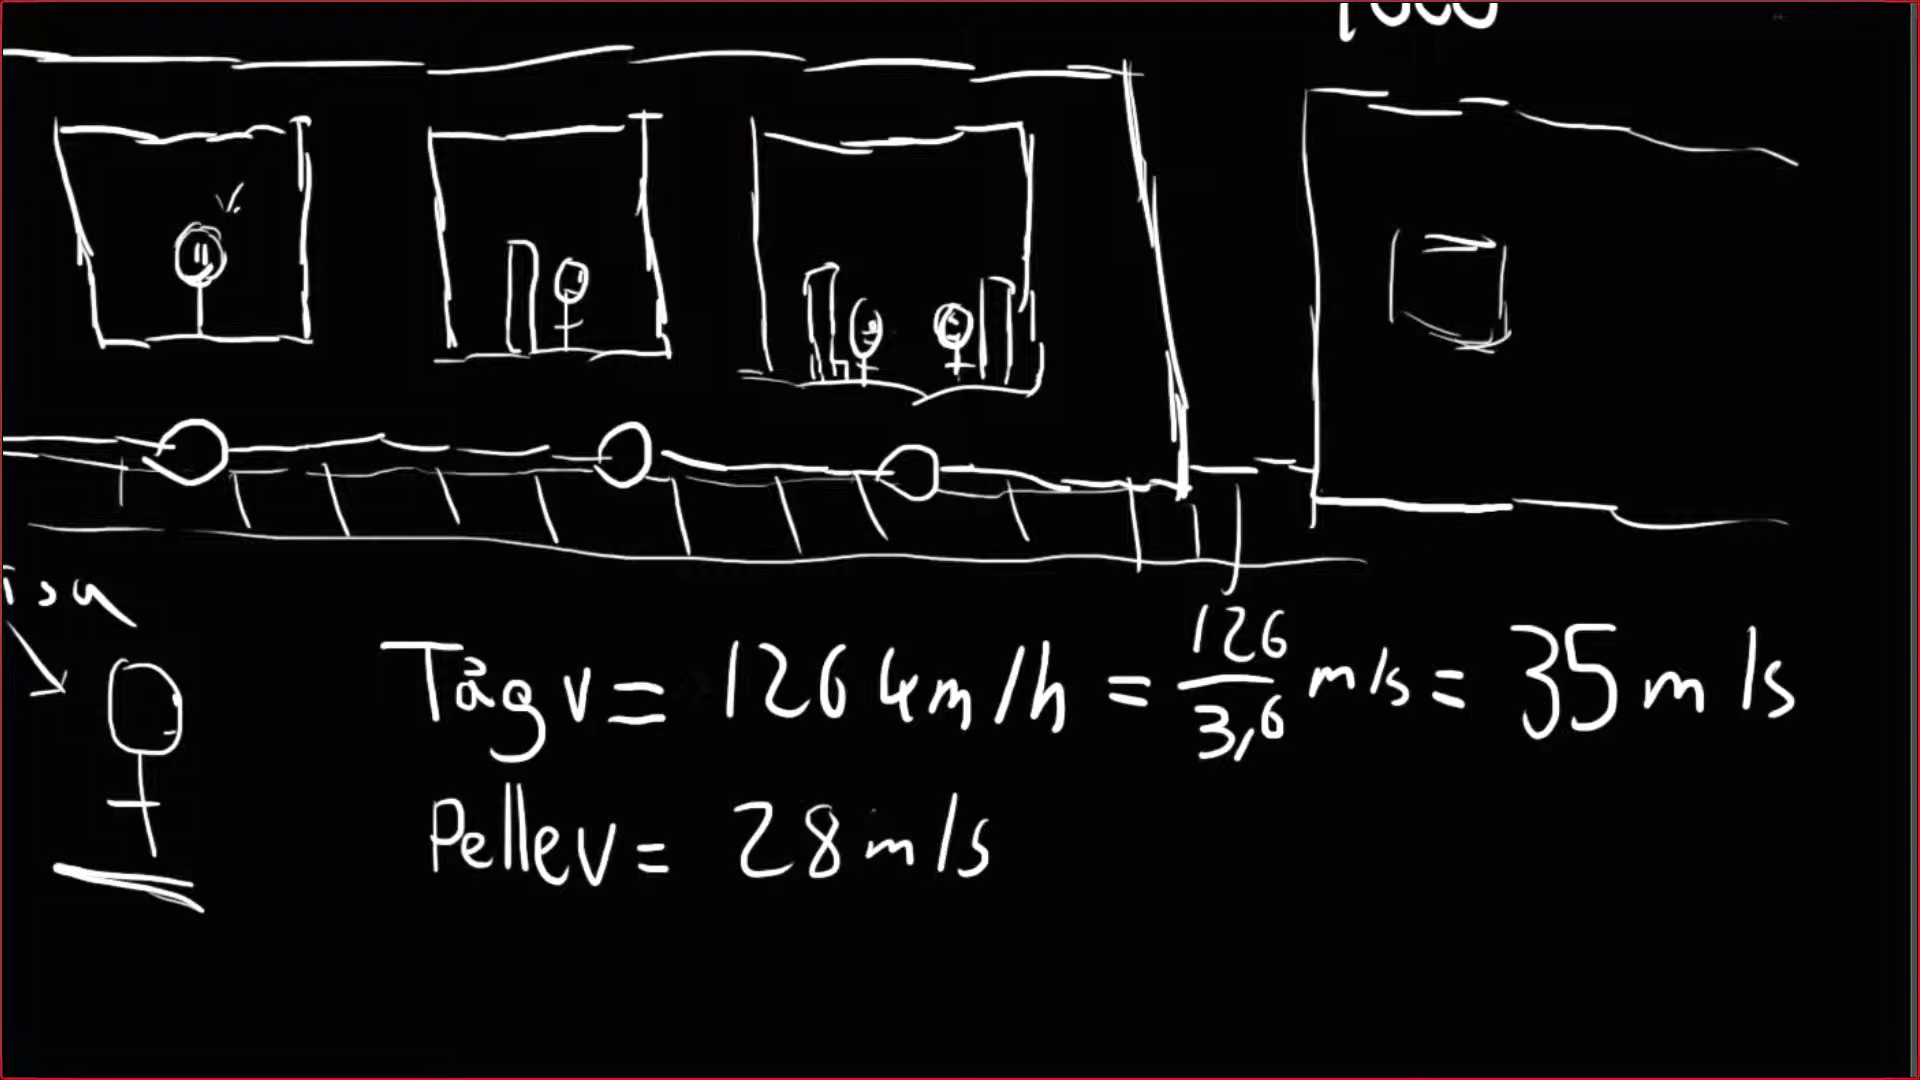 Tåg v = 126 km/h = 126/3,6 m/s = 35 m/s
Pelle v = 28 m/s